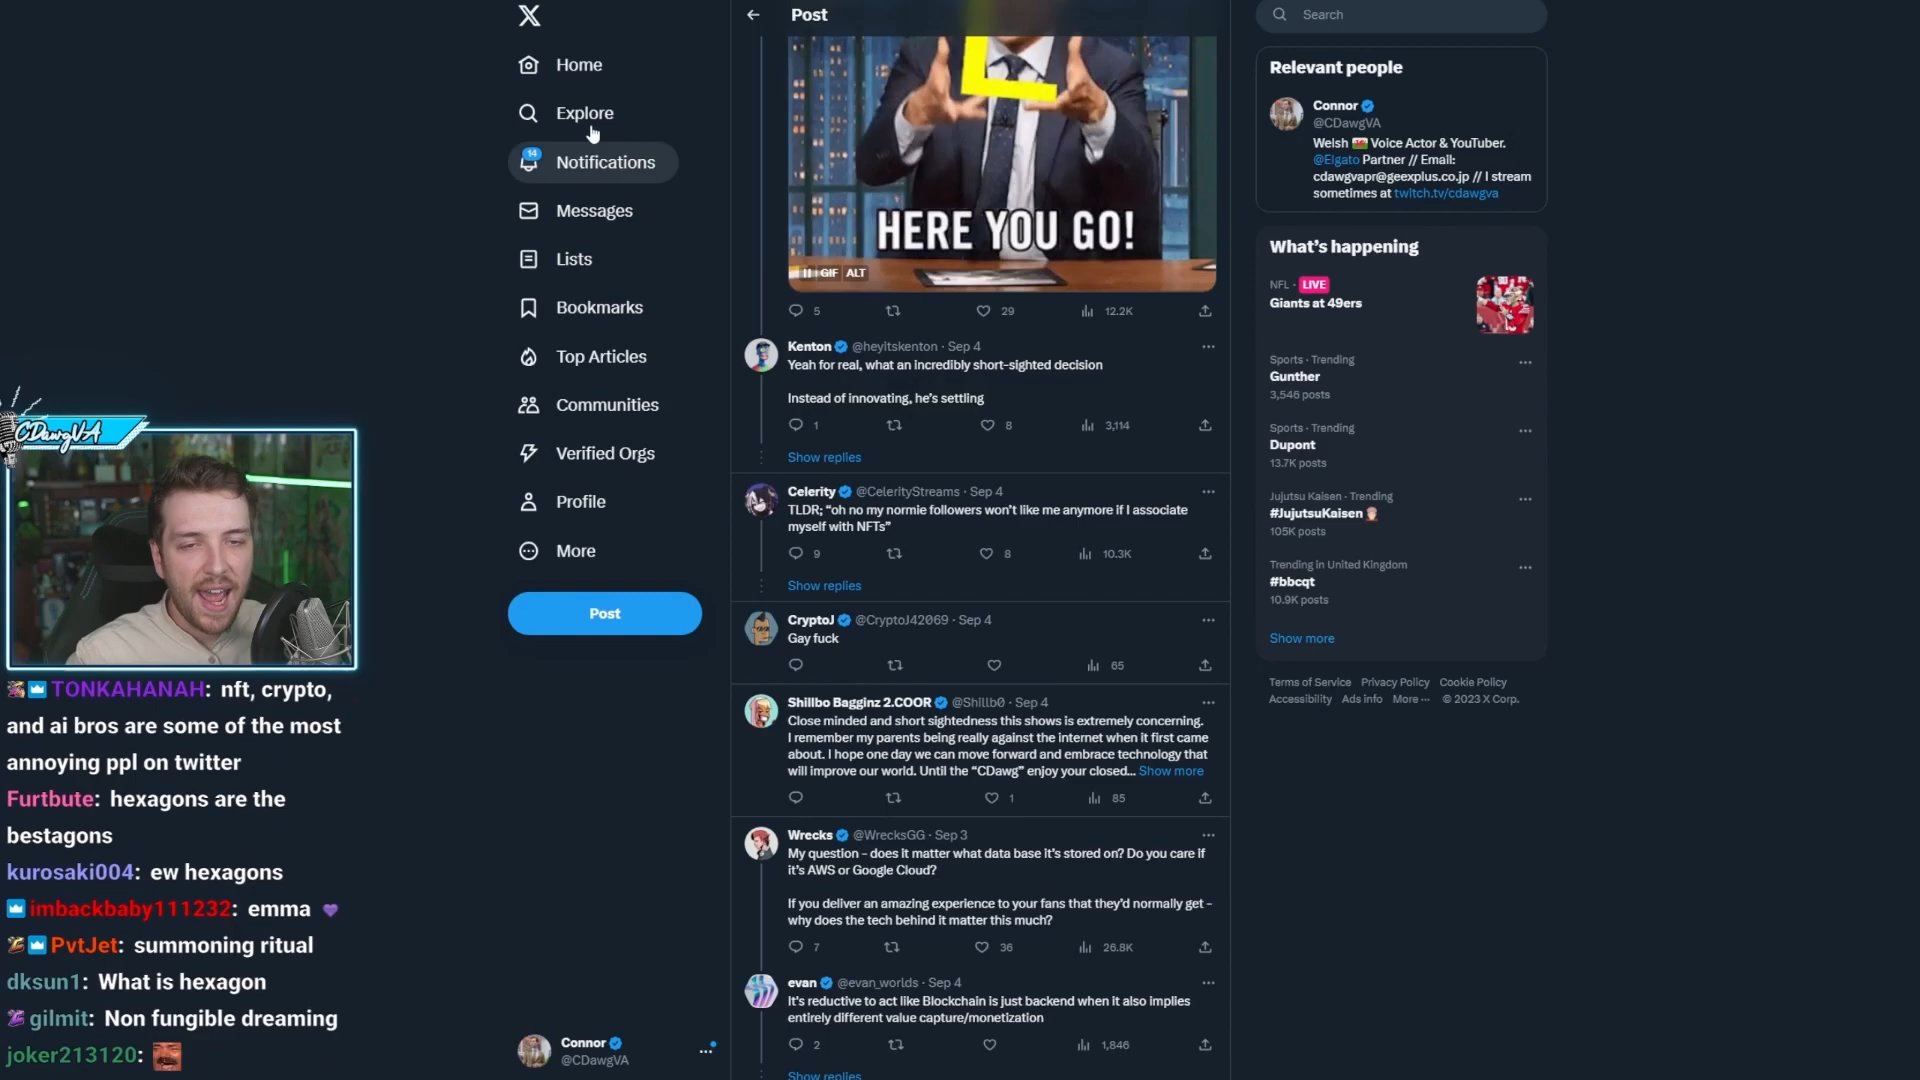 X
Home
Explore
14
Notifications
Messages
Lists
Bookmarks
Top Articles
Communities
Verified Orgs
Profile
More
Post
Connor
@CDawgVA
CDawgVA
TONKAHANAH: nft, crypto,
and ai bros are some of the most
annoying ppl on twitter
Furtbute: hexagons are the
bestagons
kurosaki004: ew hexagons
imbackbaby111232: emma 💜
PvtJet: summoning ritual
dksun1: What is hexagon
gilmit: Non fungible dreaming
joker213120:
Post
L
HERE YOU GO!
GIF ALT
5 29 12.2K
Kenton @heyitskenton · Sep 4
Yeah for real, what an incredibly short-sighted decision
Instead of innovating, he's settling
1 8 3,114
Show replies
Celerity @CelerityStreams · Sep 4
TLDR; “oh no my normie followers won’t like me anymore if I associate
myself with NFTs”
9 8 10.3K
Show replies
CryptoJ @CryptoJ42069 · Sep 4
Gay fuck
65
Shillbo Bagginz 2.COOR @Shillb0 · Sep 4
Close minded and short sightedness this shows is extremely concerning.
I remember my parents being really against the internet when it first came
about. I hope one day we can move forward and embrace technology that
will improve our world. Until the “CDawg” enjoy your closed... Show more
1 85
Wrecks @WrecksGG · Sep 3
My question - does it matter what data base it’s stored on? Do you care if
it’s AWS or Google Cloud?
If you deliver an amazing experience to your fans that they’d normally get -
why does the tech behind it matter this much?
7 36 26.8K
evan @evan_worlds · Sep 4
It’s reductive to act like Blockchain is just backend when it also implies
entirely different value capture/monetization
2 1,846
Show replies
Search
Relevant people
Connor
@CDawgVA
Welsh 🏴󠁧󠁢󠁷󠁬󠁳󠁿 Voice Actor & YouTuber.
@Elgato Partner // Email:
cdawgvapr@geexplus.co.jp // I stream
sometimes at twitch.tv/cdawgva
What’s happening
NFL · LIVE
Giants at 49ers
Sports · Trending
Gunther
3,546 posts
Sports · Trending
Dupont
13.7K posts
Jujutsu Kaisen · Trending
#JujutsuKaisen
105K posts
Trending in United Kingdom
#bbcqt
10.9K posts
Show more
Terms of Service Privacy Policy Cookie Policy
Accessibility Ads info More ··· © 2023 X Corp.